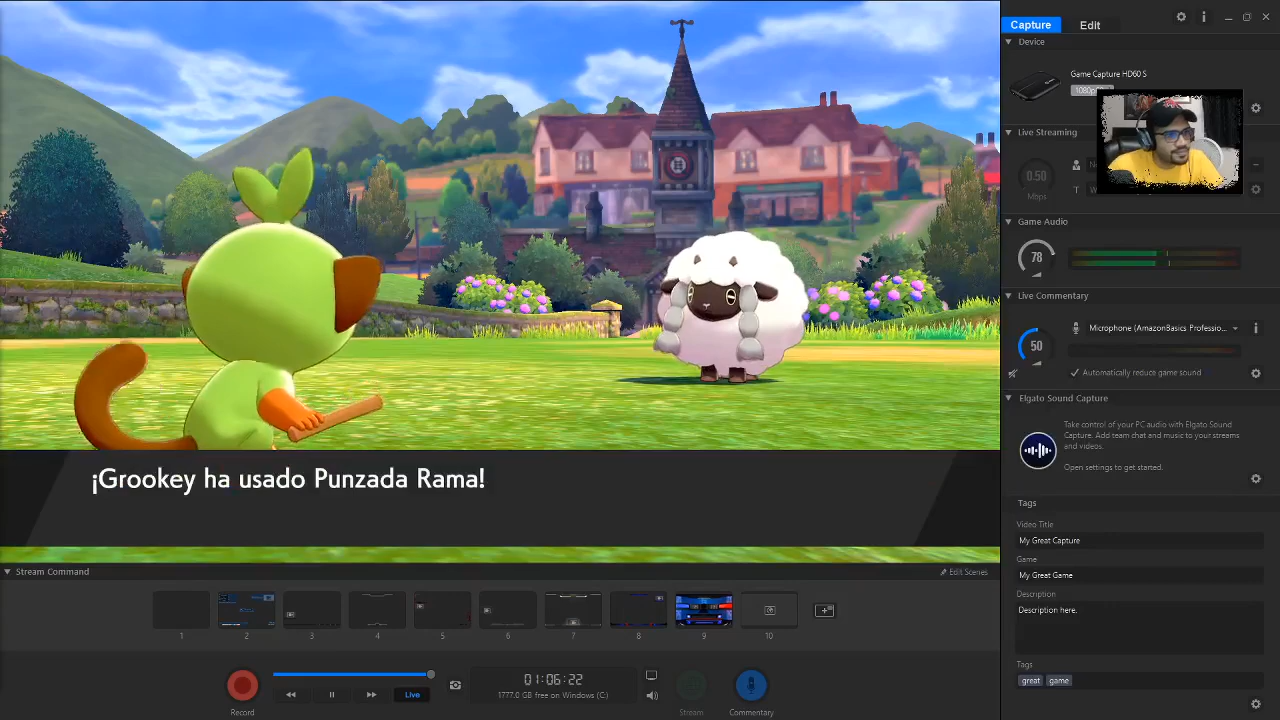 Capture
Edit
Device
Game Capture HD60 S
Live Streaming
0.50
Mbps
T
Game Audio
78
Live Commentary
50
Microphone (AmazonBasics Professio...
Automatically reduce game sound
Elgato Sound Capture
Take control of your PC audio with Elgato Sound
Capture. Add team chat and music to your streams
and videos.
Open settings to get started.
¡Grookey ha usado Punzada Rama!
Tags
Video Title
My Great Capture
Game
My Great Game
Description
Description here.
Tags
great game
Stream Command
Edit Scenes
1 2 3 4 5 6 7 8 9 10
Record
Live
01:06:22
1777.0 GB free on Windows (C:)
Stream
Commentary